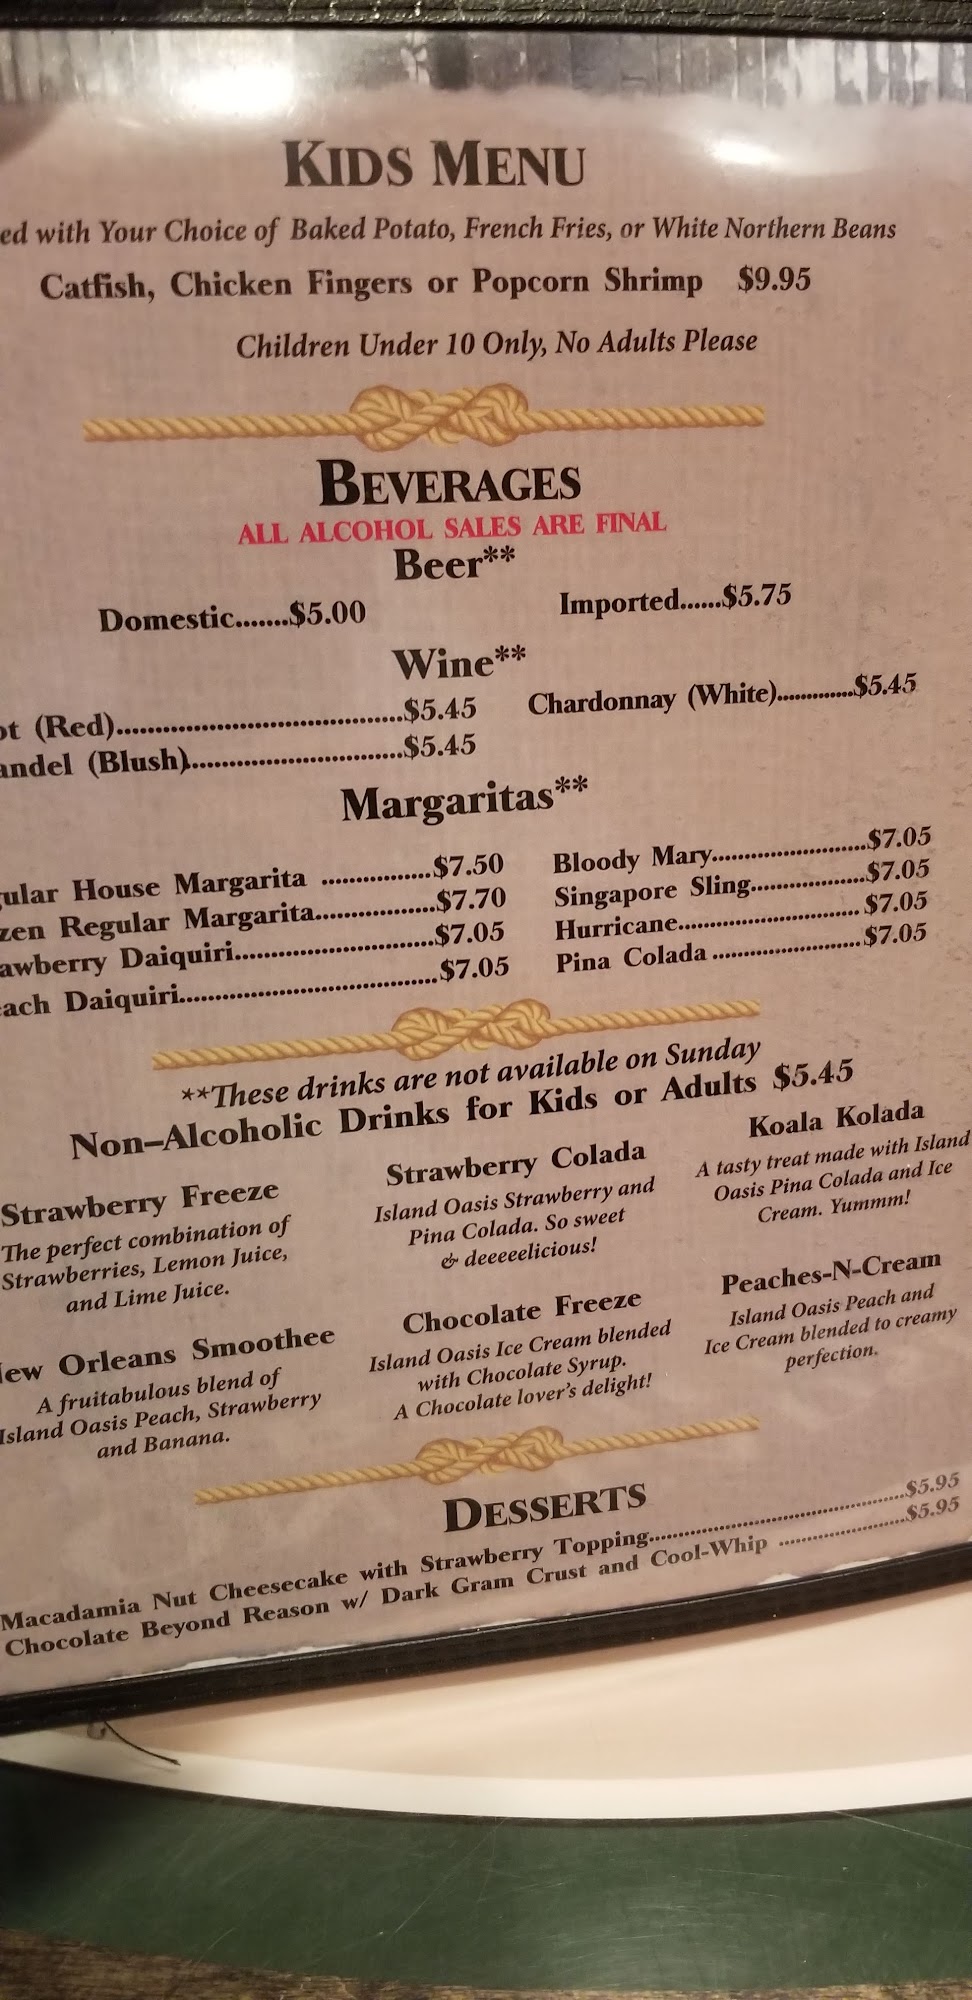 KIDS MENU
with Your Choice of Baked Potato, French Fries, or White Northern Beans
Catfish, Chicken Fingers or Popcorn Shrimp $9.95
Children Under 10 Only, No Adults Please
BEVERAGES
ALL ALCOHOL SALES ARE FINAL
Beer**
Domestic.......$5.00 Imported......$5.75
Wine**
(Red)....................................$5.45 Chardonnay (White).............$5.45
(Blush)...........................$5.45
Margaritas**
House Margarita ................$7.50 Bloody Mary.......................$7.05
Regular Margarita.................$7.70 Singapore Sling.................$7.05
Daiquiri............................$7.05 Hurricane.......................... $7.05
Daiquiri....................................$7.05 Pina Colada .....................$7.05
**These drinks are not available on Sunday
Non-Alcoholic Drinks for Kids or Adults $5.45
Strawberry Freeze
The perfect combination of
Strawberries, Lemon Juice,
and Lime Juice.
Strawberry Colada
Island Oasis Strawberry and
Pina Colada. So sweet
& deeeeelicious!
Koala Kolada
A tasty treat made with Island
Oasis Pina Colada and Ice
Cream. Yummm!
New Orleans Smoothee
A fruitabulous blend of
Island Oasis Peach, Strawberry
and Banana.
Chocolate Freeze
Island Oasis Ice Cream blended
with Chocolate Syrup.
A Chocolate lover's delight!
Peaches-N-Cream
Island Oasis Peach and
Ice Cream blended to creamy
perfection.
DESSERTS
Macadamia Nut Cheesecake with Strawberry Topping.......................................$5.95
Chocolate Beyond Reason w/ Dark Gram Crust and Cool-Whip ....................$5.95